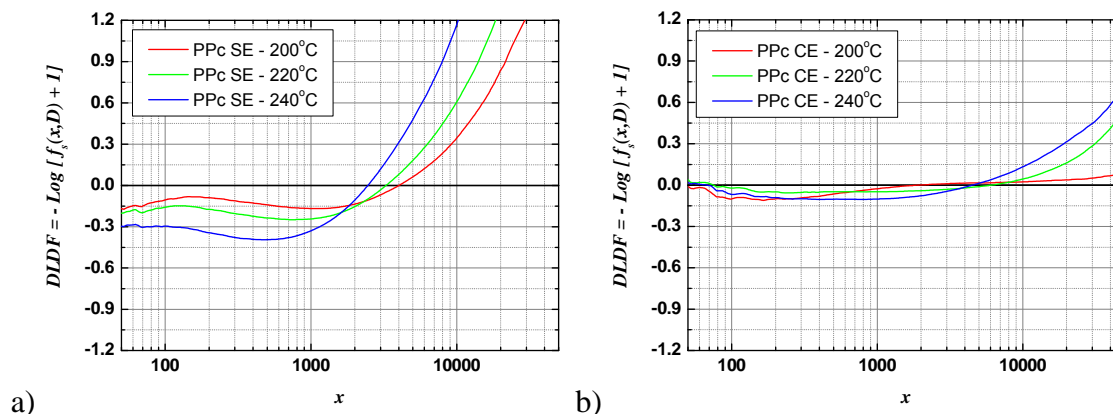 1.2
0.9
0.6
0.3
0.0
-0.3
-0.6
-0.9
-1.2
DLDF = - Log [ f_s(x,D) + 1]
PPc SE - 200°C
PPc SE - 220°C
PPc SE - 240°C
100 1000 10000
x
a)
1.2
0.9
0.6
0.3
0.0
-0.3
-0.6
-0.9
-1.2
DLDF = - Log [ f_s(x,D) + 1]
PPc CE - 200°C
PPc CE - 220°C
PPc CE - 240°C
100 1000 10000
x
b)